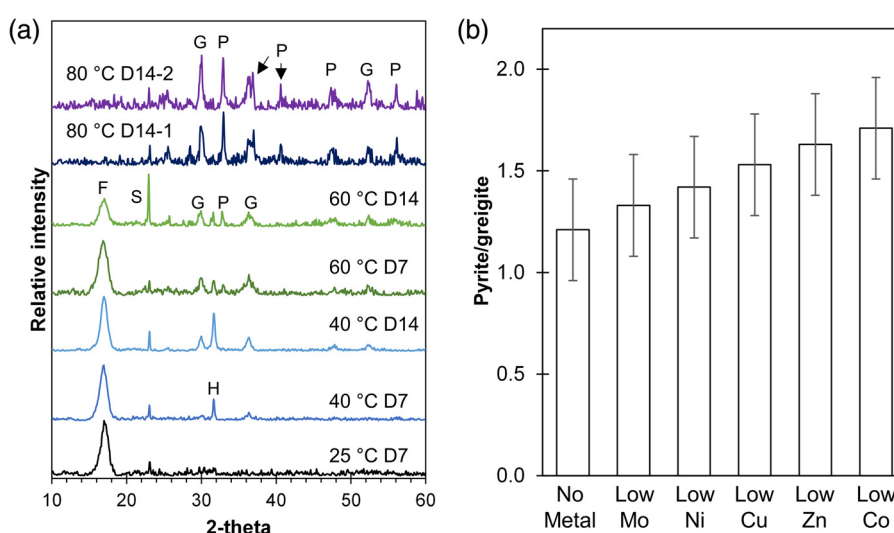 (a)
G P P P G P
80 °C D14-2
80 °C D14-1
F S G P G
60 °C D14
60 °C D7
40 °C D14
H
40 °C D7
25 °C D7
10 20 30 40 50 60
2-theta
Relative intensity
(b)
2.0
1.5
1.0
0.5
0.0
Pyrite/greigite
No Low Low Low Low Low
Metal Mo Ni Cu Zn Co